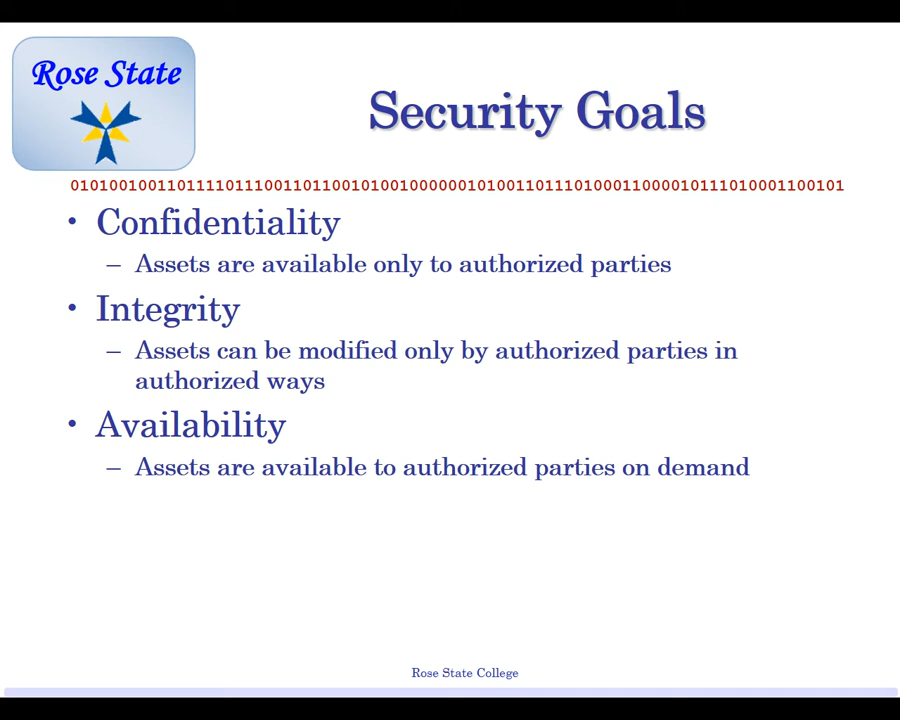 Rose State
Security Goals
01010010011011110111001101100101001000000101001101110100011000010111010001100101
• Confidentiality
– Assets are available only to authorized parties
• Integrity
– Assets can be modified only by authorized parties in
authorized ways
• Availability
– Assets are available to authorized parties on demand
Rose State College